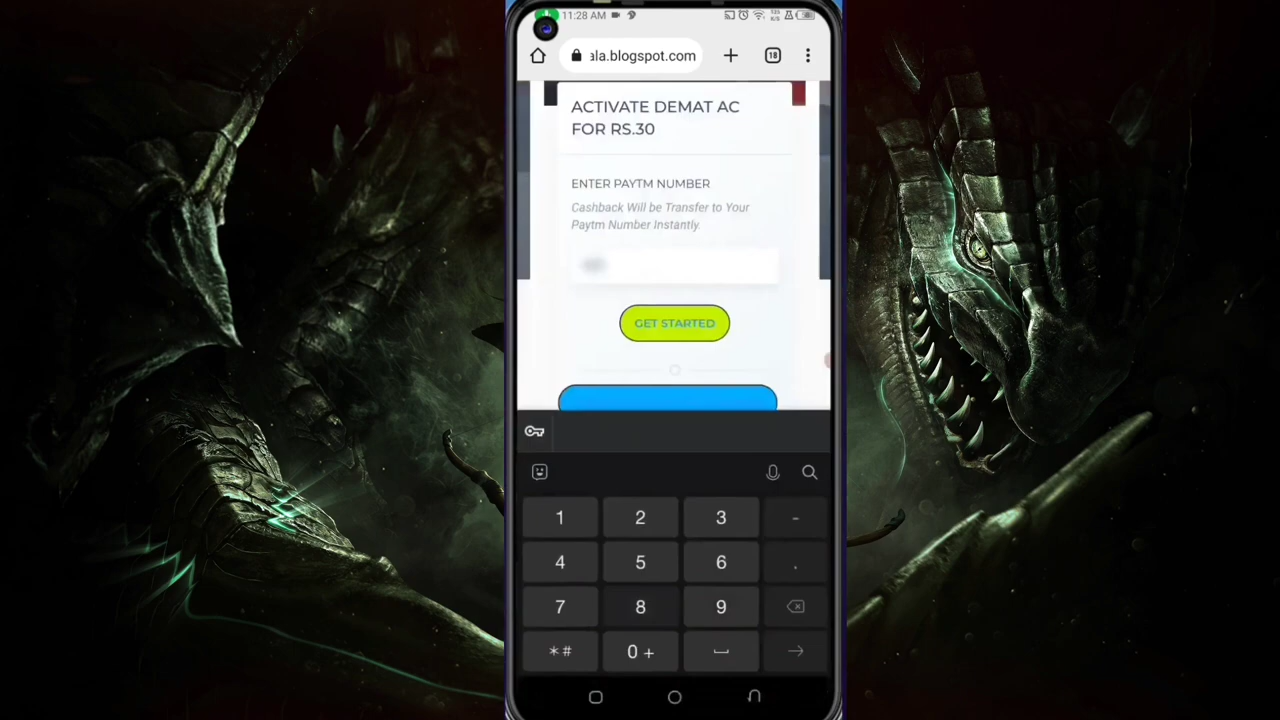 11:28 AM
ala.blogspot.com
18
ACTIVATE DEMAT AC
FOR RS.30
ENTER PAYTM NUMBER
Cashback Will be Transfer to Your
Paytm Number Instantly.
GET STARTED
1 2 3 -
4 5 6 .
7 8 9
*# 0 +